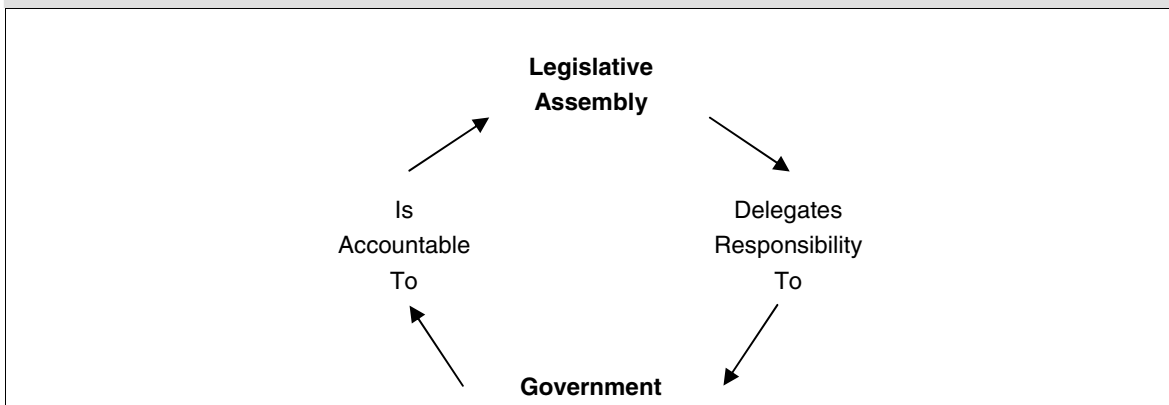 Legislative
Assembly
Is
Accountable
To
Delegates
Responsibility
To
Government